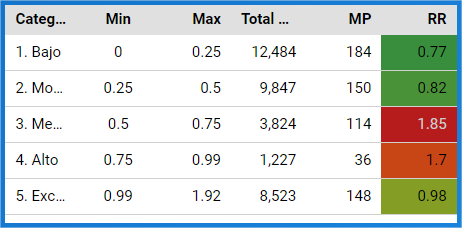 Categ... Min Max Total ... MP RR
1. Bajo 0 0.25 12,484 184 0.77
2. Mo... 0.25 0.5 9,847 150 0.82
3. Me... 0.5 0.75 3,824 114 1.85
4. Alto 0.75 0.99 1,227 36 1.7
5. Exc... 0.99 1.92 8,523 148 0.98